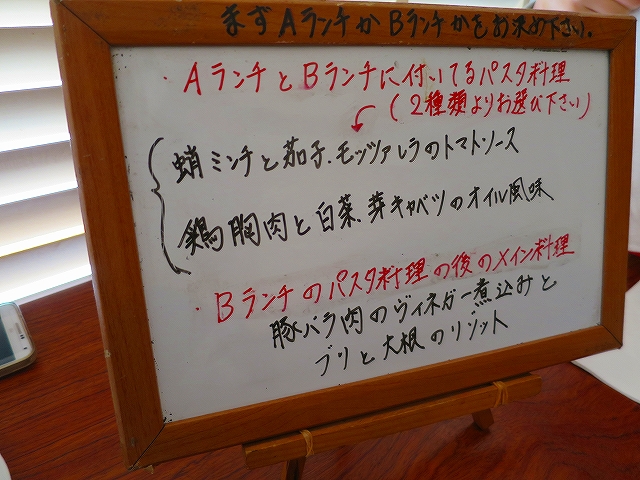 まずAランチかBランチかをお決め下さい.
・AランチとBランチに付いてるパスタ料理
(2種類よりお選び下さい)
蛸ミンチと茄子.モッツァレラのトマトソース
鶏胸肉と白菜.芽キャベツのオイル風味
・Bランチのパスタ料理の後のメイン料理
豚バラ肉のヴィネガー煮込みと
ブリと大根のリゾット